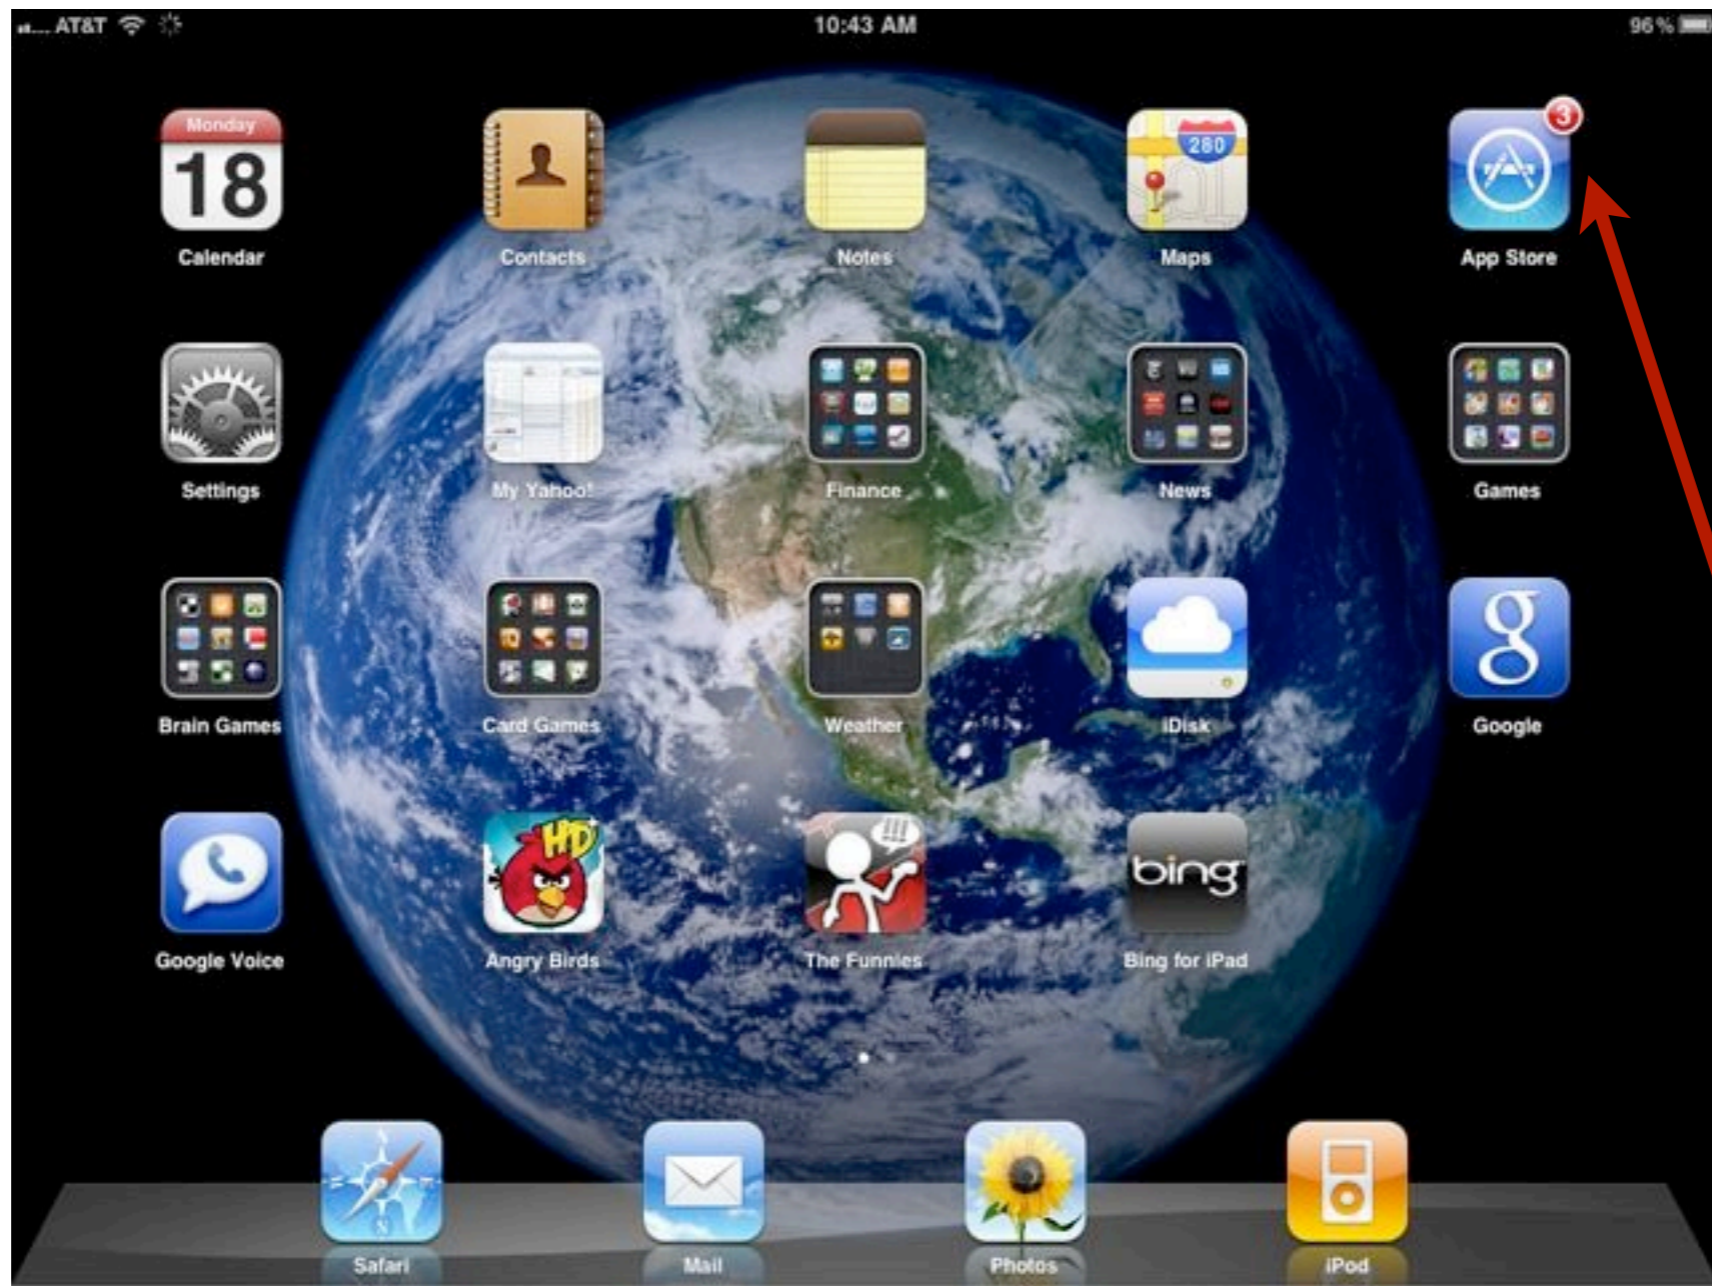 AT&T 10:43 AM 96%
Monday
18
280
3
Calendar Contacts Notes Maps App Store
Settings My Yahoo! Finance News Games
Brain Games Card Games Weather iDisk Google
g
HD
!!!
bing
Google Voice Angry Birds The Funnies Bing for iPad
N
S
Safari Mail Photos iPod